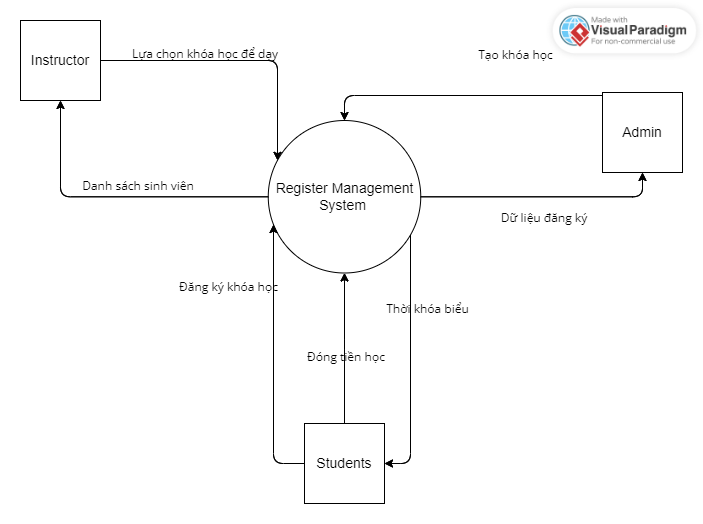 Made with
VisualParadigm
For non-commercial use
Instructor
Lựa chọn khóa học để dạy
Tạo khóa học
Admin
Danh sách sinh viên
Register Management
System
Dữ liệu đăng ký
Đăng ký khóa học
Thời khóa biểu
Đóng tiền học
Students